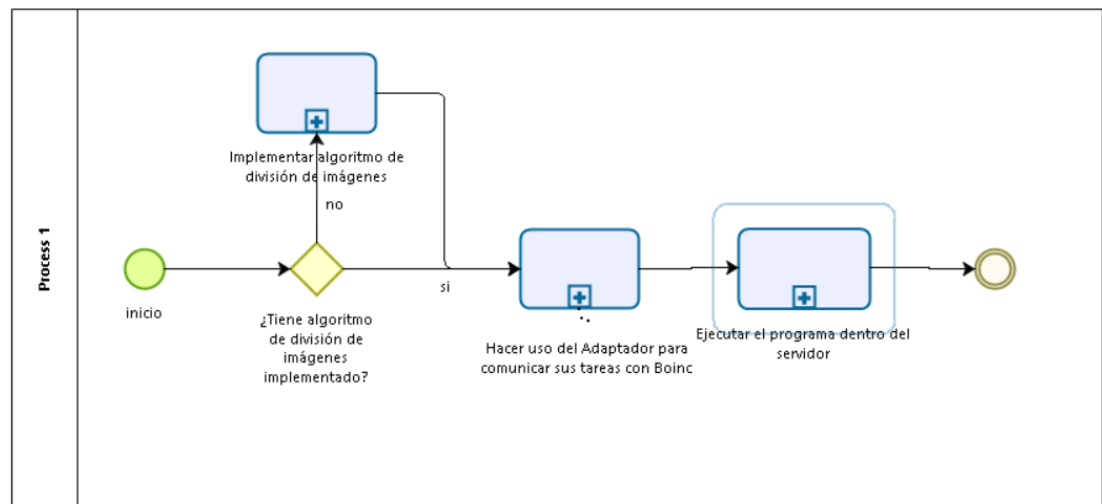 Process 1
Implementar algoritmo de
división de imágenes
no
inicio
si
¿Tiene algoritmo
de división de
imágenes
implementado?
Hacer uso del Adaptador para
comunicar sus tareas con Boinc
Ejecutar el programa dentro del
servidor